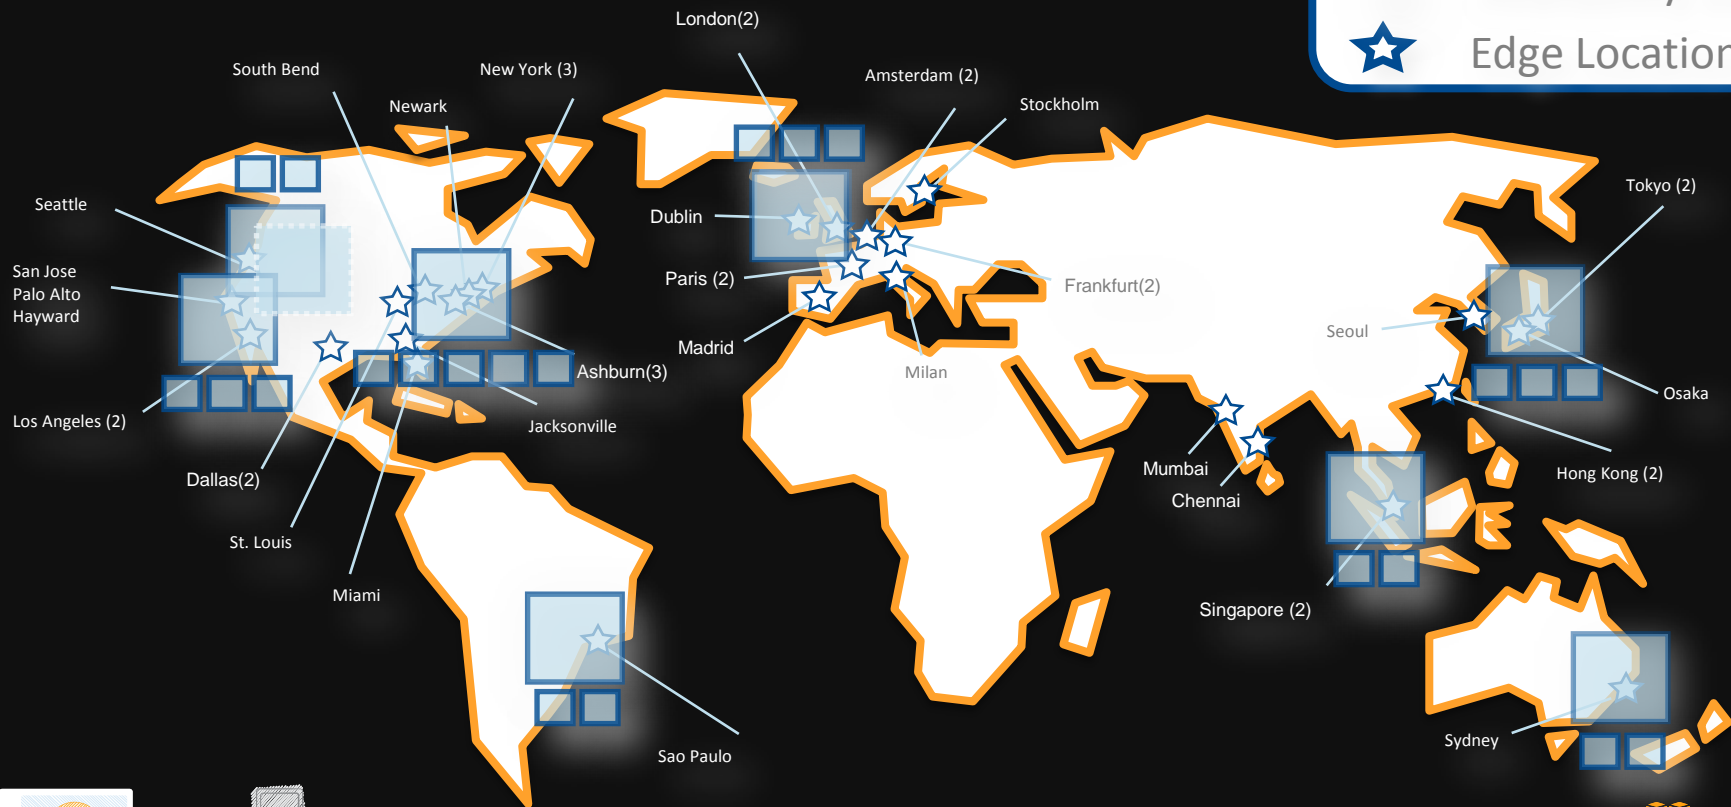 London(2)
Edge Location
South Bend
New York (3)
Amsterdam (2)
Newark
Stockholm
Seattle
Dublin
Tokyo (2)
San Jose
Palo Alto
Hayward
Paris (2)
Frankfurt(2)
Seoul
Madrid
Milan
Ashburn(3)
Osaka
Los Angeles (2)
Jacksonville
Mumbai
Hong Kong (2)
Dallas(2)
Chennai
St. Louis
Miami
Singapore (2)
Sao Paulo
Sydney